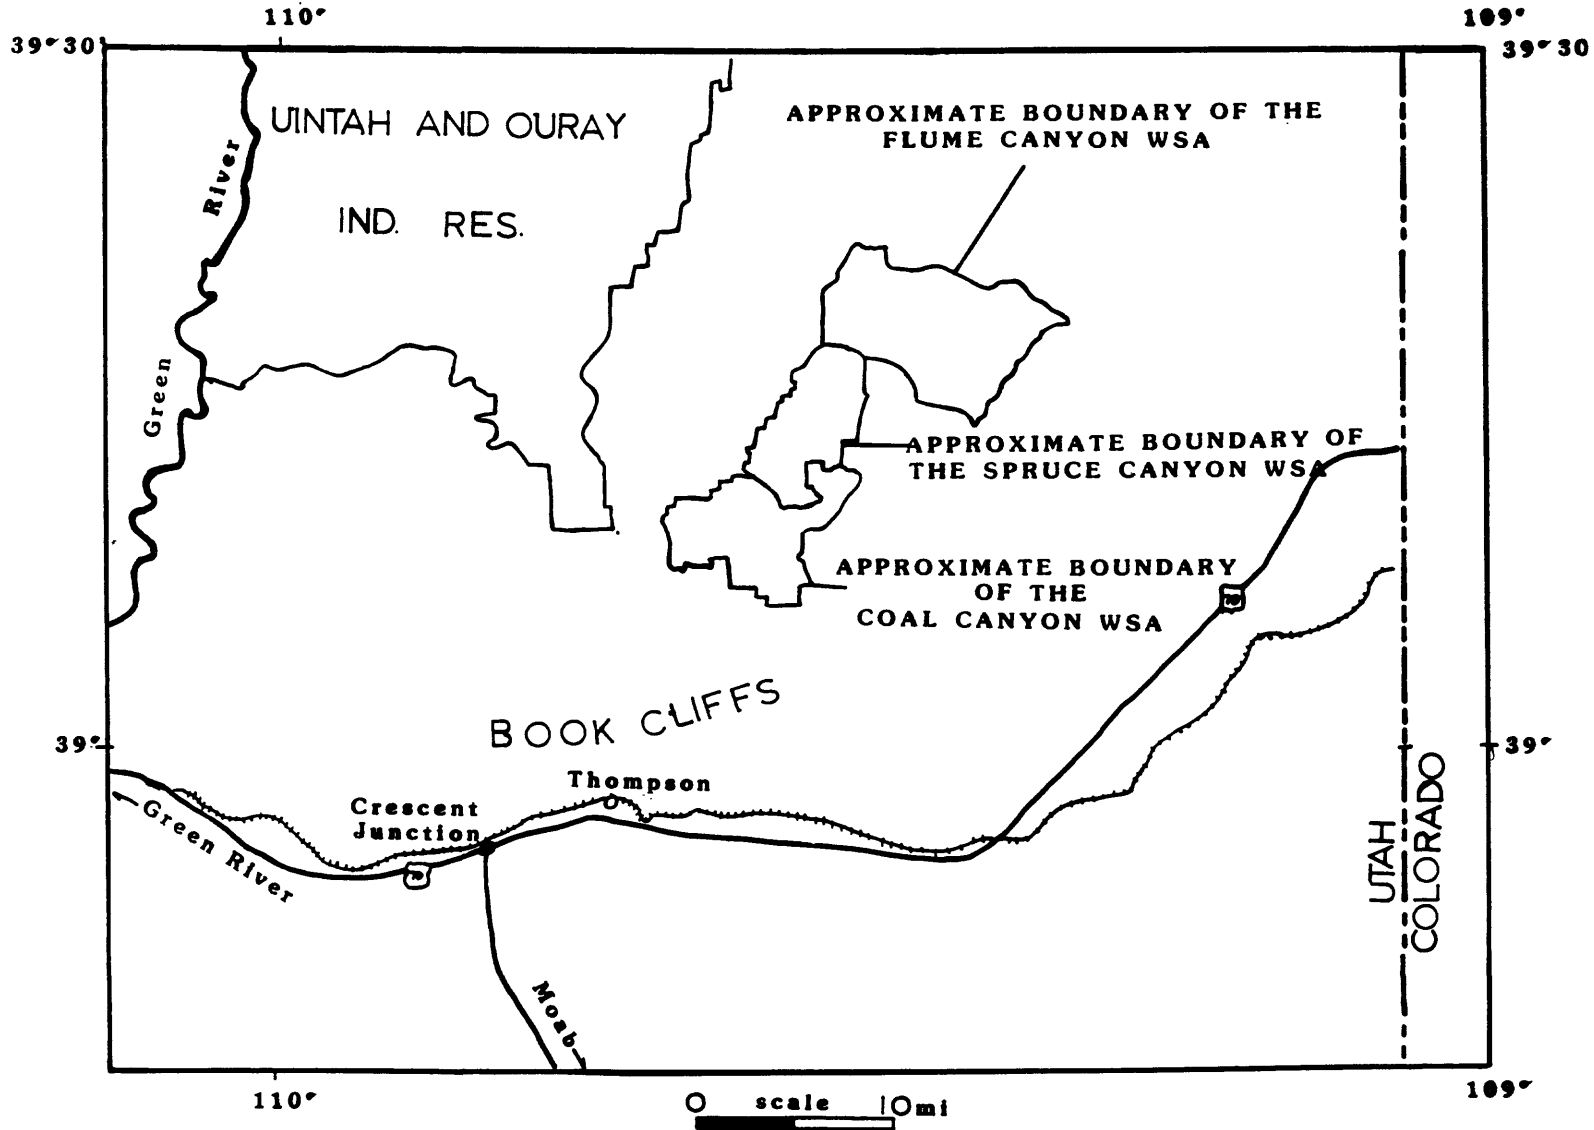 110°
109°
39° 30'
39° 30
UINTAH AND OURAY
IND. RES.
River
Green
APPROXIMATE BOUNDARY OF THE
FLUME CANYON WSA
APPROXIMATE BOUNDARY OF
THE SPRUCE CANYON WSA
APPROXIMATE BOUNDARY
OF THE
COAL CANYON WSA
70
BOOK CLIFFS
39°
39°
Thompson
Crescent
Junction
Green River
70
Moab
UTAH
COLORADO
110°
109°
0 scale 10mi